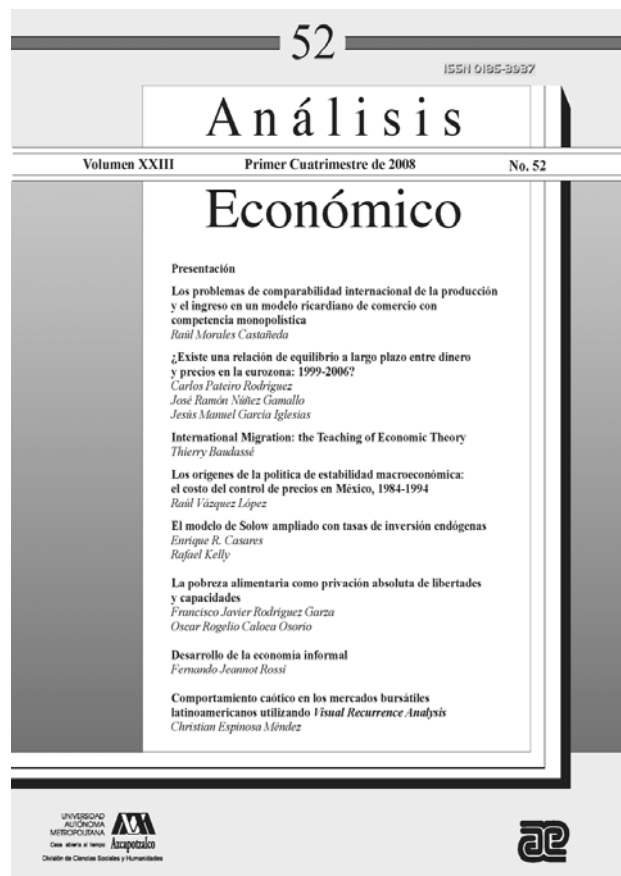 52
ISSN 0185-3937
Análisis
Volumen XXIII Primer Cuatrimestre de 2008 No. 52
Económico
Presentación
Los problemas de comparabilidad internacional de la producción
y el ingreso en un modelo ricardiano de comercio con
competencia monopolística
Raúl Morales Castañeda
¿Existe una relación de equilibrio a largo plazo entre dinero
y precios en la eurozona: 1999-2006?
Carlos Pateiro Rodríguez
José Ramón Núñez Gamallo
Jesús Manuel García Iglesias
International Migration: the Teaching of Economic Theory
Thierry Baudassé
Los orígenes de la política de estabilidad macroeconómica:
el costo del control de precios en México, 1984-1994
Raúl Vázquez López
El modelo de Solow ampliado con tasas de inversión endógenas
Enrique R. Casares
Rafael Kelly
La pobreza alimentaria como privación absoluta de libertades
y capacidades
Francisco Javier Rodríguez Garza
Oscar Rogelio Caloca Osorio
Desarrollo de la economía informal
Fernando Jeannot Rossi
Comportamiento caótico en los mercados bursátiles
latinoamericanos utilizando Visual Recurrence Analysis
Christian Espinosa Méndez
UNIVERSIDAD
AUTÓNOMA
METROPOLITANA
Casa abierta al tiempo Azcapotzalco
División de Ciencias Sociales y Humanidades
ae